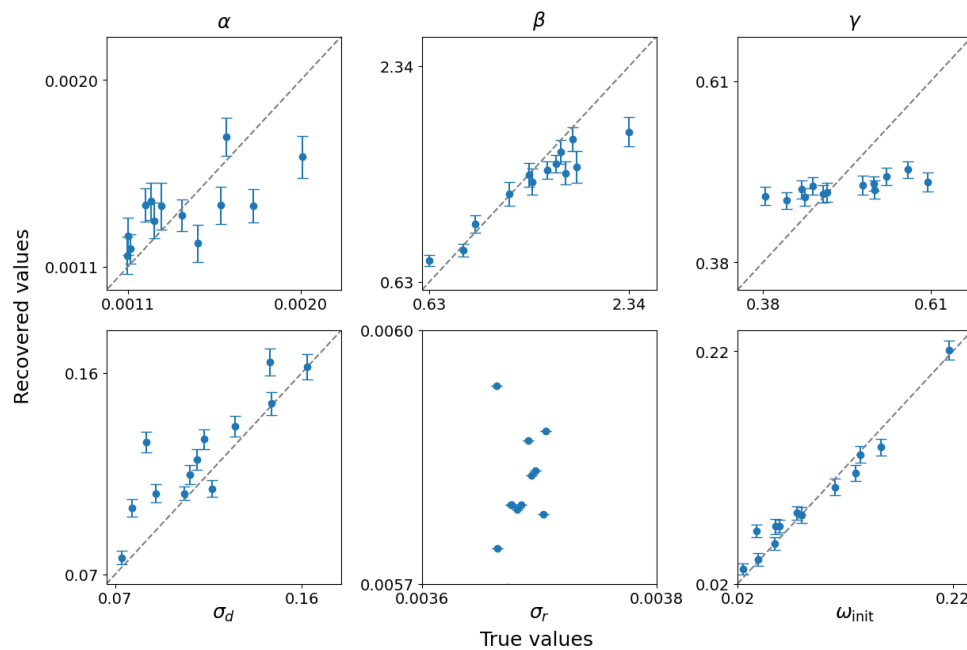 α β γ
0.0020 2.34 0.61
0.0011 0.63 0.38
0.0011 0.0020 0.63 2.34 0.38 0.61
Recovered values
0.16 0.0060 0.22
0.07 0.0057 0.02
0.07 0.16 0.0036 0.0038 0.02 0.22
σd σr ωinit
True values